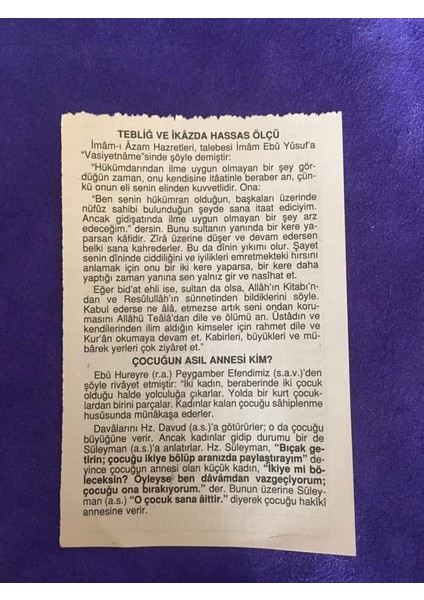 TEBLİĞ VE İKÂZDA HASSAS ÖLÇÜ
İmâm-ı Âzam Hazretleri, talebesi İmâm Ebû Yûsuf'a
"Vasiyetnâme"sinde şöyle demiştir:
"Hükümdarından ilme uygun olmayan bir şey gör-
düğün zaman, onu kendisine itâatinle beraber an, çün-
kü onun eli senin elinden kuvvetlidir. Ona:
"Ben senin hükümran olduğun, başkaları üzerinde
nüfûz sahibi bulunduğun şeyde sana itaat ediciyim.
Ancak gidişatında ilme uygun olmayan bir şey arz
edeceğim." dersin. Bunu sultanın yanında bir kere ya-
parsan kâfidir. Zîrâ üzerine düşer ve devam edersen
belki sana kahrederler. Bu da dînin yıkımı olur. Şayet
senin dîninde ciddiliğini ve iyilikleri emretmekteki hırsını
anlamak için onu bir iki kere yaparsa, bir kere daha
yaptığı zaman yanına sen yalnız gir ve nasîhat et.
Eğer bid'at ehli ise, sultan da olsa, Allâh'ın Kitabı'n-
dan ve Resûlullâh'ın sünnetinden bildiklerini söyle.
Kabul ederse ne âlâ, etmezse artık seni ondan koru-
masını Allâhü Teâlâ'dan dile ve ölümü an. Üstâdın ve
kendilerinden ilim aldığın kimseler için rahmet dile ve
Kur'ân okumaya devam et. Kabirleri, büyükleri ve mü-
bârek yerleri çok ziyâret et."
ÇOCUĞUN ASIL ANNESİ KİM?
Ebû Hureyre (r.a.) Peygamber Efendimiz (s.a.v.)'den
şöyle rivâyet etmiştir: "İki kadın, beraberinde iki çocuk
olduğu halde yolculuğa çıkarlar. Yolda bir kurt çocuk-
lardan birini parçalar. Kadınlar kalan çocuğu sâhiplenme
husûsunda münâkaşa ederler.
Davâlarını Hz. Davud (a.s.)'a götürürler; o da çocuğu
büyüğüne verir. Ancak kadınlar gidip durumu bir de
Süleyman (a.s.)'a anlatırlar. Hz. Süleyman, "Bıçak ge-
tirin; çocuğu ikiye bölüp aranızda paylaştırayım" de-
yince çocuğun annesi olan küçük kadın, "İkiye mi bö-
leceksin? Öyleyse ben dâvâmdan vazgeçiyorum;
çocuğu ona bırakıyorum." der. Bunun üzerine Süley-
man (a.s.) "O çocuk sana âittir." diyerek çocuğu hakîkî
annesine verir.